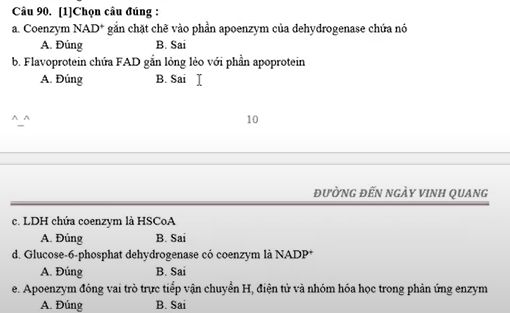 Câu 90. [1]Chọn câu đúng :
a. Coenzym NAD⁺ gắn chặt chẽ vào phần apoenzym của dehydrogenase chứa nó
A. Đúng B. Sai
b. Flavoprotein chứa FAD gắn lỏng lẻo với phần apoprotein
A. Đúng B. Sai
^_^ 10
ĐƯỜNG ĐẾN NGÀY VINH QUANG
c. LDH chứa coenzym là HSCoA
A. Đúng B. Sai
d. Glucose-6-phosphat dehydrogenase có coenzym là NADP⁺
A. Đúng B. Sai
e. Apoenzym đóng vai trò trực tiếp vận chuyển H, điện tử và nhóm hóa học trong phản ứng enzym
A. Đúng B. Sai